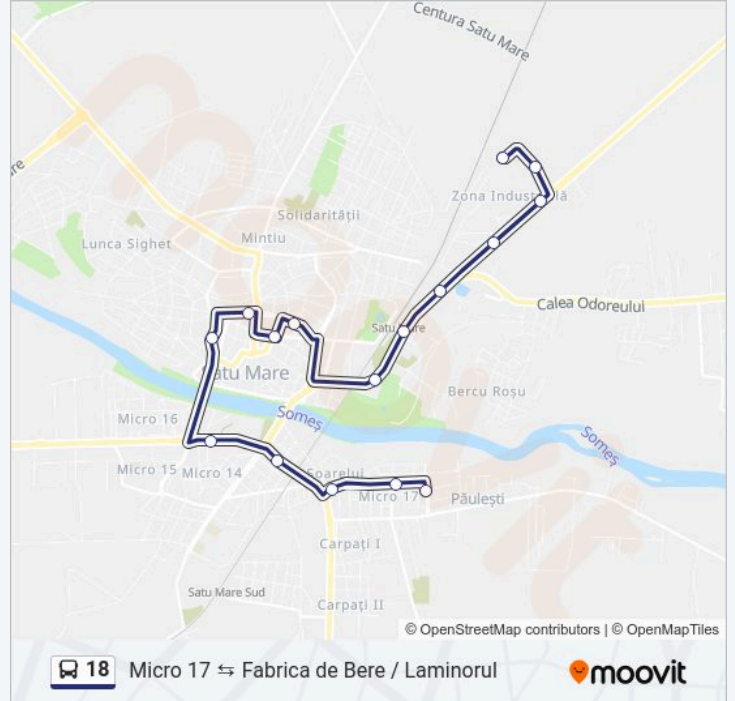 Centura Satu Mare
re
Zona Industrială
Solidarității
Mintiu
Lunca Sighet
Calea Odoreului
Satu Mare
Satu Mare
Bercu Roșu
Micro 16
Someș
Someș
Micro 15
Micro 14
Soarelui
Micro 17
Păulești
Carpați I
Satu Mare Sud
Carpați II
© OpenStreetMap contributors | © OpenMapTiles
18 Micro 17 ⇆ Fabrica de Bere / Laminorul
moovit